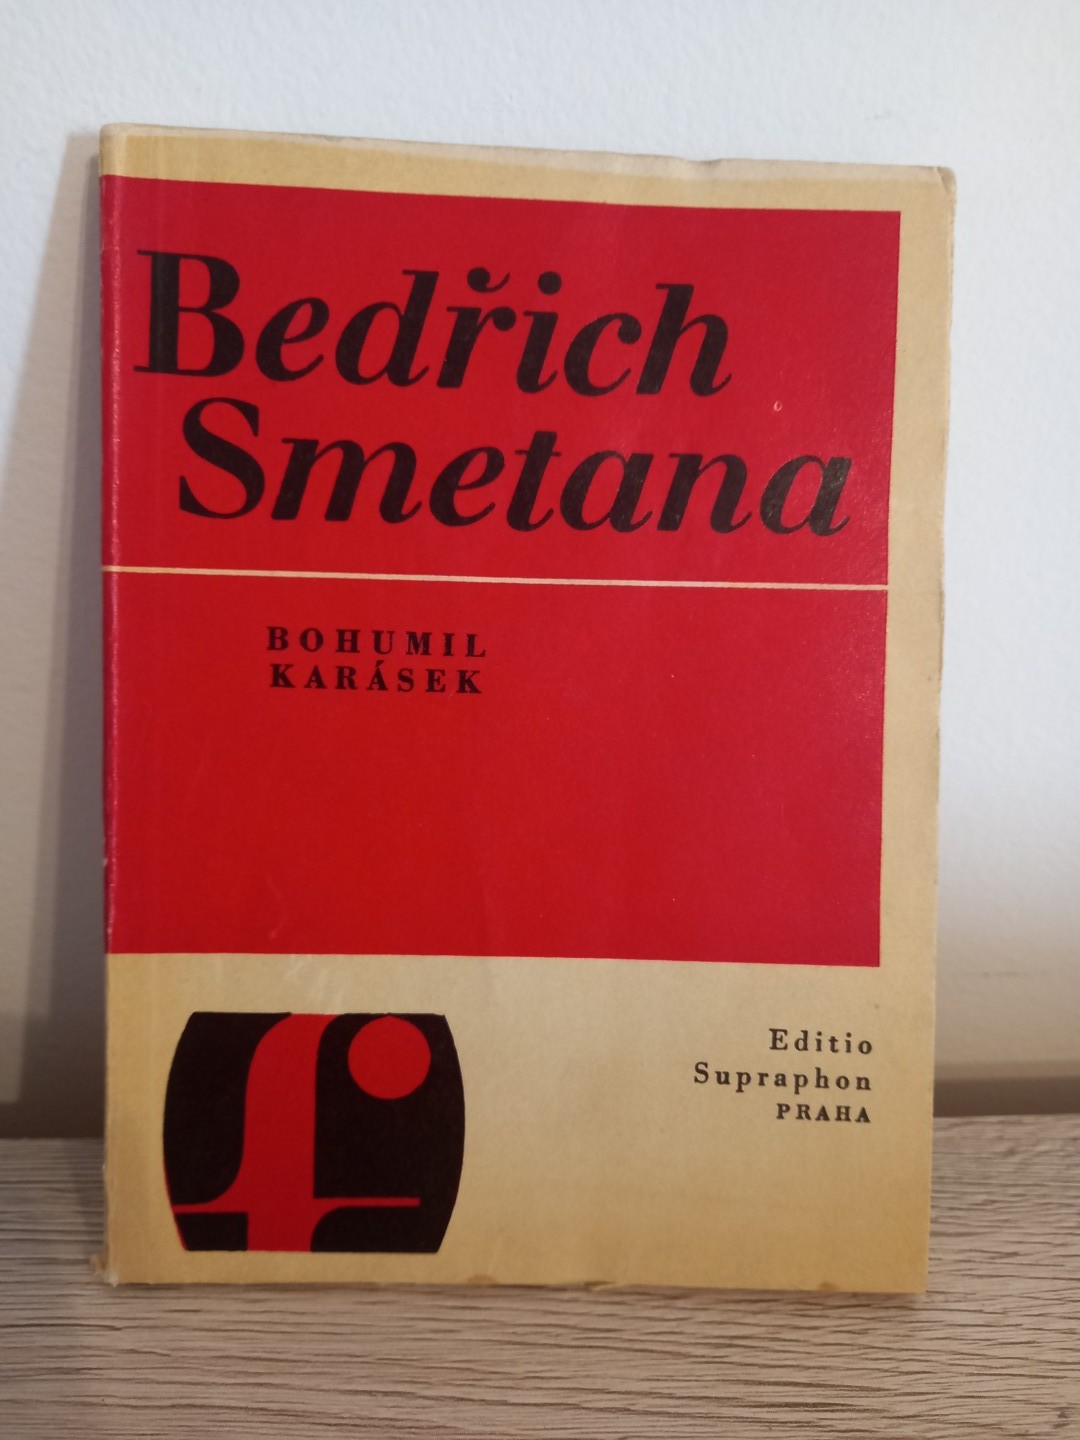 Bedřich
Smetana
BOHUMIL
KARÁSEK
f
Editio
Supraphon
PRAHA